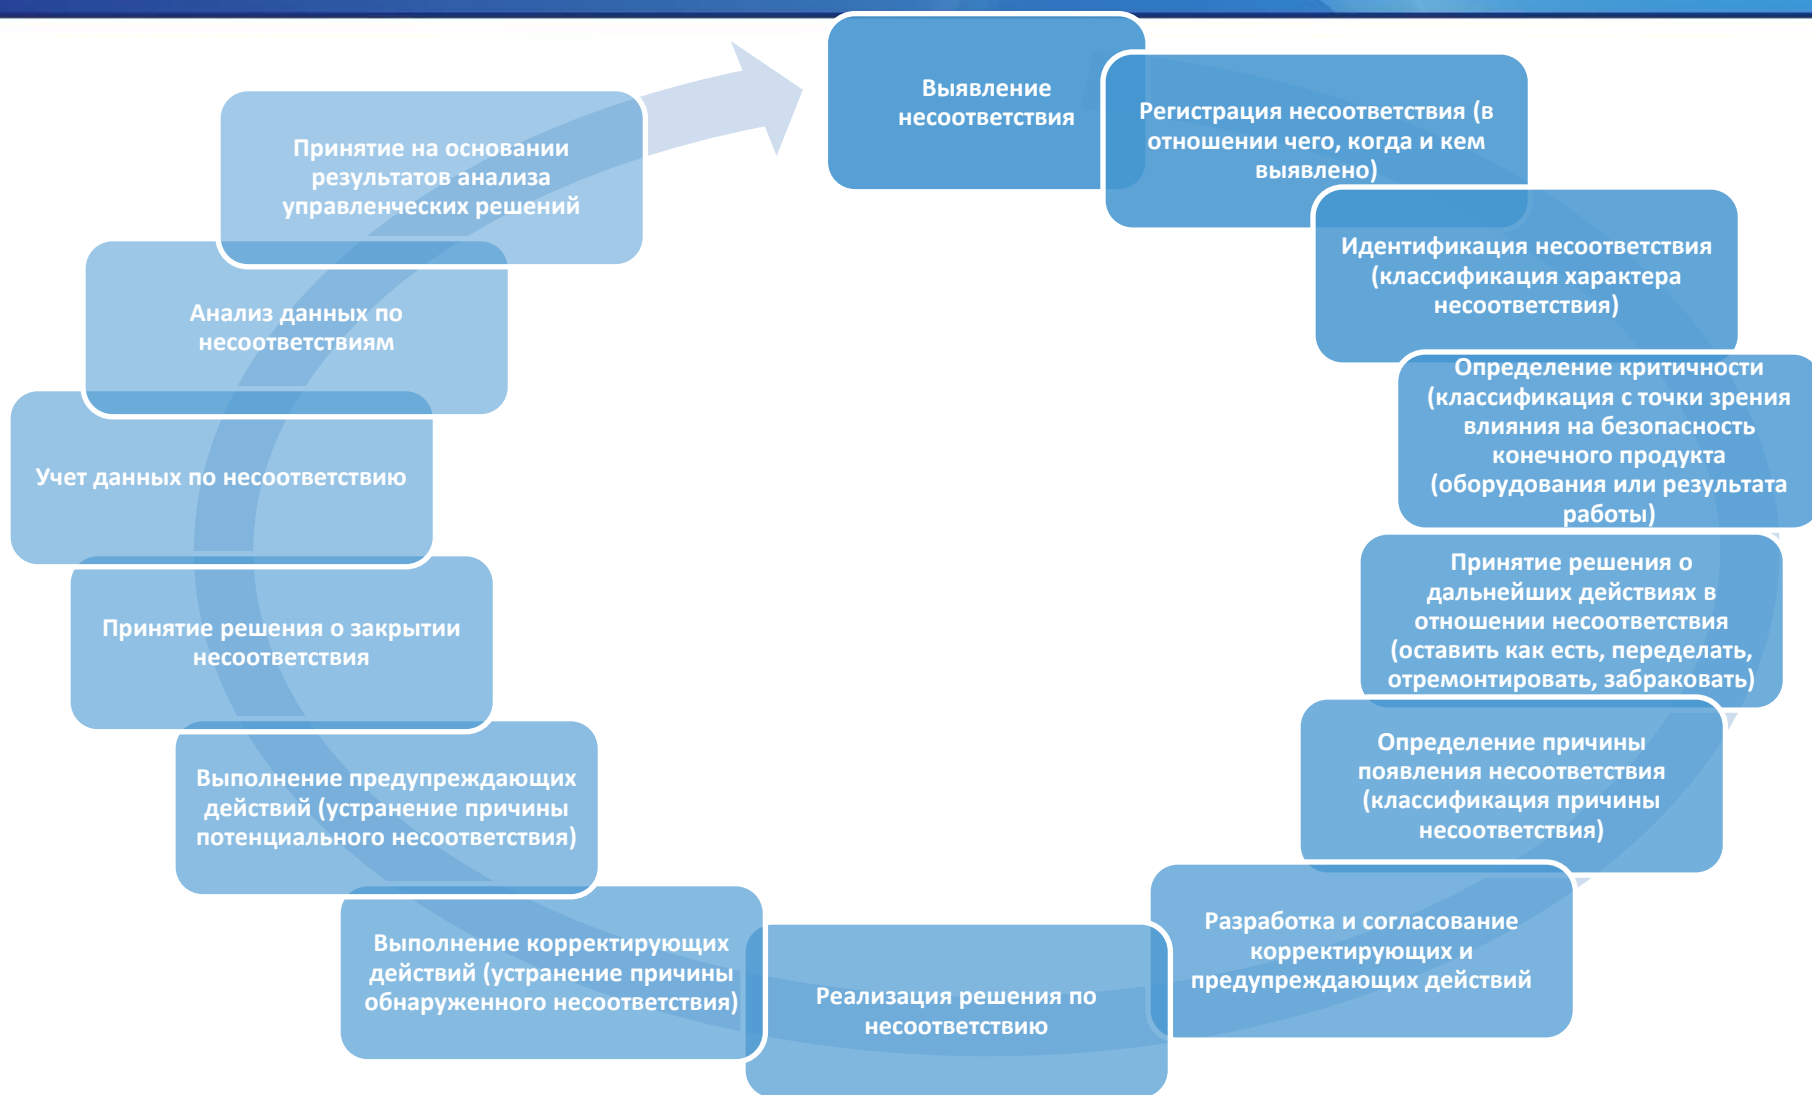 Выявление
несоответствия
Регистрация несоответствия (в
отношении чего, когда и кем
выявлено)
Идентификация несоответствия
(классификация характера
несоответствия)
Определение критичности
(классификация с точки зрения
влияния на безопасность
конечного продукта
(оборудования или результата
работы)
Принятие решения о
дальнейших действиях в
отношении несоответствия
(оставить как есть, переделать,
отремонтировать, забраковать)
Определение причины
появления несоответствия
(классификация причины
несоответствия)
Разработка и согласование
корректирующих и
предупреждающих действий
Реализация решения по
несоответствию
Выполнение корректирующих
действий (устранение причины
обнаруженного несоответствия)
Выполнение предупреждающих
действий (устранение причины
потенциального несоответствия)
Принятие решения о закрытии
несоответствия
Учет данных по несоответствию
Анализ данных по
несоответствиям
Принятие на основании
результатов анализа
управленческих решений